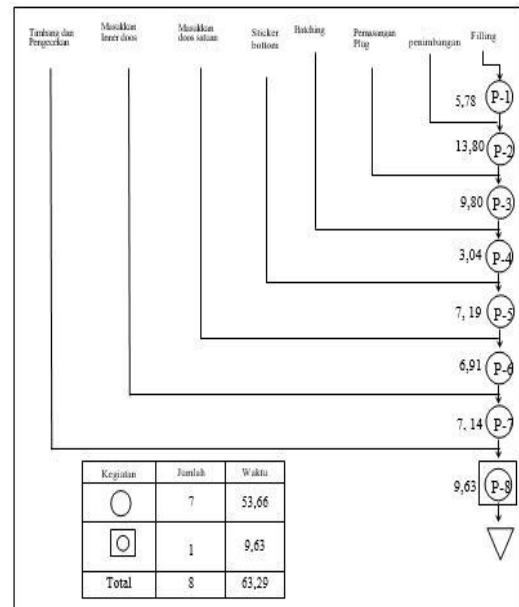 Timbang dan
Pengecekan
Masukkan
Inner doos
Masukkan
doos satuan
Sticker
bottom
Batching
Pemasangan
Plug
penimbangan
Filling
5,78 P-1
13,80 P-2
9,80 P-3
3,04 P-4
7, 19 P-5
6,91 P-6
7, 14 P-7
9,63 P-8
Kegiatan Jumlah Waktu
7 53,66
1 9,63
Total 8 63,29